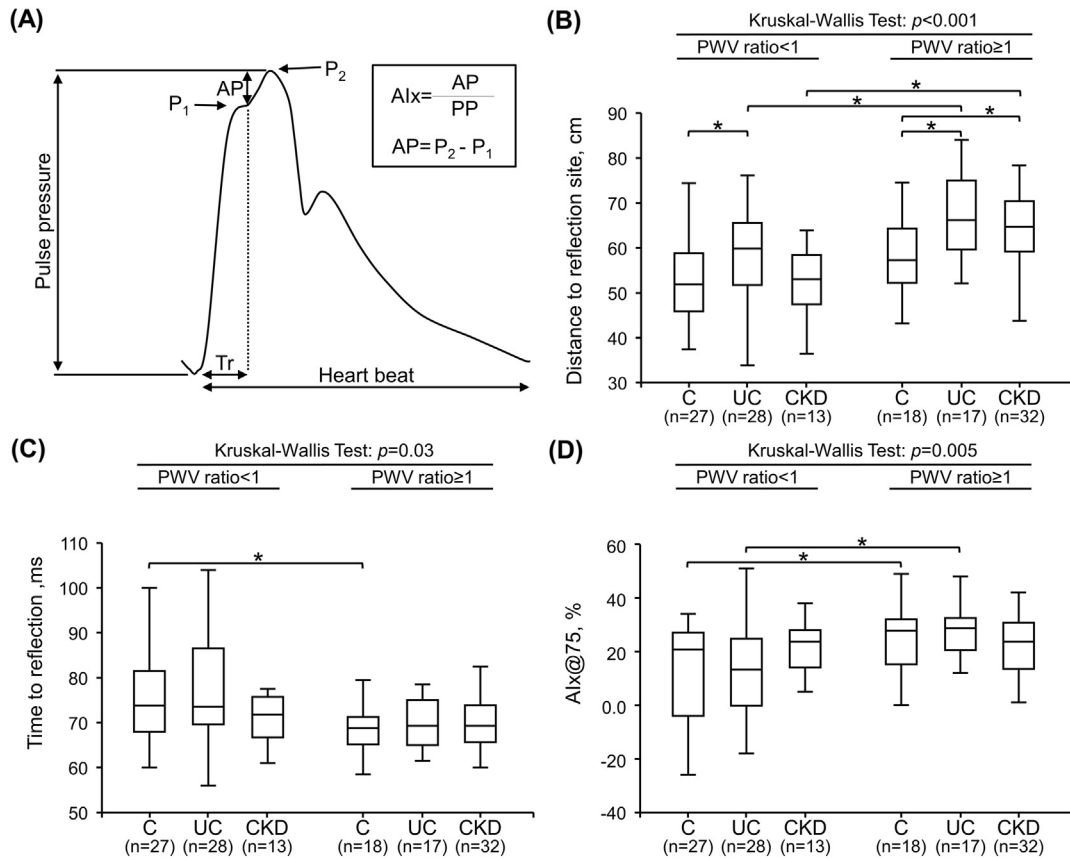 (A)
P₂
AP
P₁
AIx=AP/PP
AP=P₂ - P₁
Pulse pressure
Tr
Heart beat
(B)
Kruskal-Wallis Test: p<0.001
PWV ratio<1 PWV ratio≥1
* * * * *
Distance to reflection site, cm
90
80
70
60
50
40
30
C UC CKD C UC CKD
(n=27) (n=28) (n=13) (n=18) (n=17) (n=32)
(C)
Kruskal-Wallis Test: p=0.03
PWV ratio<1 PWV ratio≥1
*
Time to reflection ,ms
110
100
90
80
70
60
50
C UC CKD C UC CKD
(n=27) (n=28) (n=13) (n=18) (n=17) (n=32)
(D)
Kruskal-Wallis Test: p=0.005
PWV ratio<1 PWV ratio≥1
* *
AIx@75, %
60
40
20
0.0
-20
-40
C UC CKD C UC CKD
(n=27) (n=28) (n=13) (n=18) (n=17) (n=32)